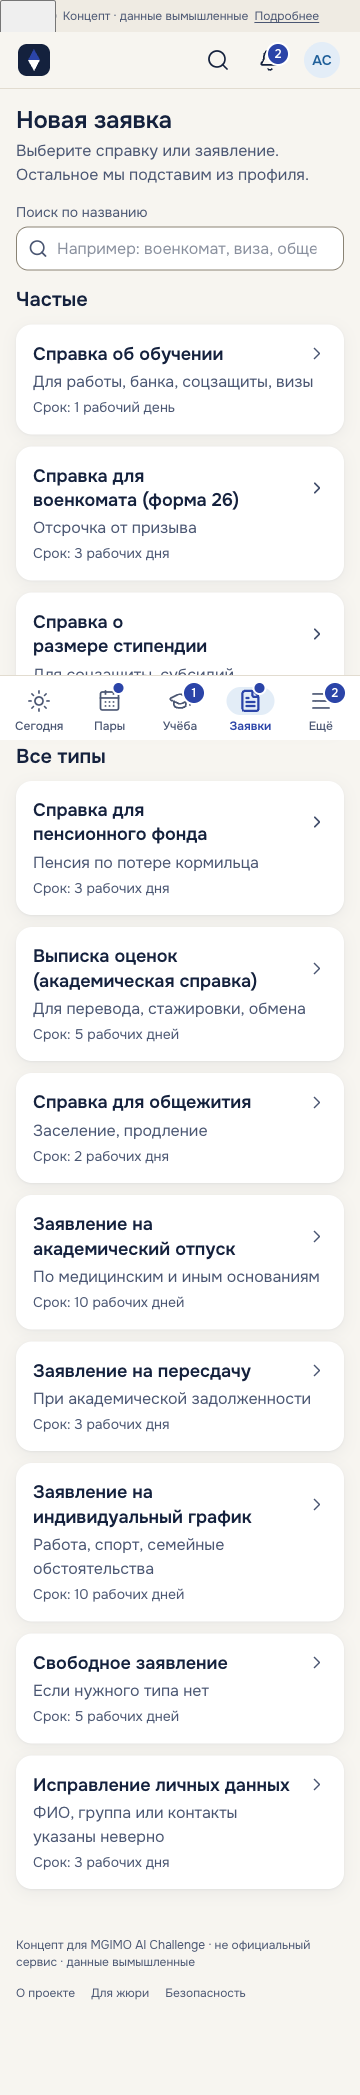 Концепт · данные вымышленные Подробнее
2
АС
Новая заявка
Выберите справку или заявление.
Остальное мы подставим из профиля.
Поиск по названию
Например: военкомат, виза, обще
Частые
Справка об обучении
Для работы, банка, соцзащиты, визы
Срок: 1 рабочий день
Справка для
военкомата (форма 26)
Отсрочка от призыва
Срок: 3 рабочих дня
Справка о
размере стипендии
Для соцзащиты, субсидий
1
2
Сегодня
Пары
Учёба
Заявки
Ещё
Все типы
Справка для
пенсионного фонда
Пенсия по потере кормильца
Срок: 3 рабочих дня
Выписка оценок
(академическая справка)
Для перевода, стажировки, обмена
Срок: 5 рабочих дней
Справка для общежития
Заселение, продление
Срок: 2 рабочих дня
Заявление на
академический отпуск
По медицинским и иным основаниям
Срок: 10 рабочих дней
Заявление на пересдачу
При академической задолженности
Срок: 3 рабочих дня
Заявление на
индивидуальный график
Работа, спорт, семейные
обстоятельства
Срок: 10 рабочих дней
Свободное заявление
Если нужного типа нет
Срок: 5 рабочих дней
Исправление личных данных
ФИО, группа или контакты
указаны неверно
Срок: 3 рабочих дня
Концепт для MGIMO AI Challenge · не официальный
сервис · данные вымышленные
О проекте
Для жюри
Безопасность